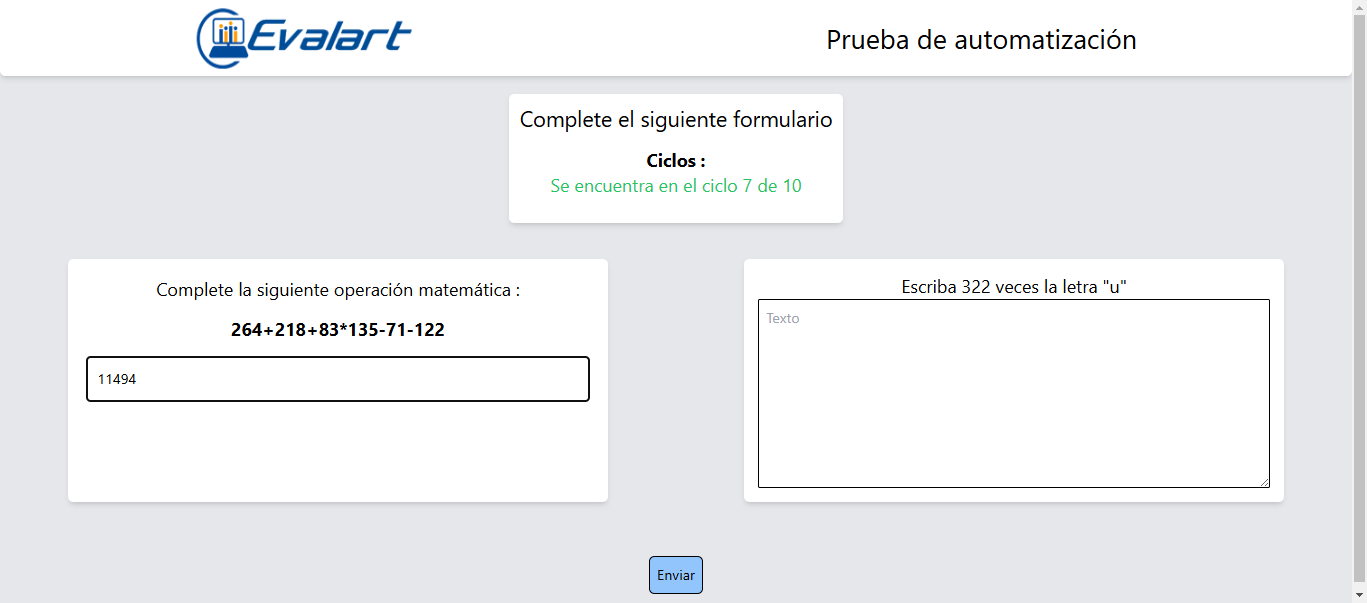 Evalart
Prueba de automatización
Complete el siguiente formulario
Ciclos :
Se encuentra en el ciclo 7 de 10
Complete la siguiente operación matemática :
264+218+83*135-71-122
11494
Escriba 322 veces la letra "u"
Texto
Enviar